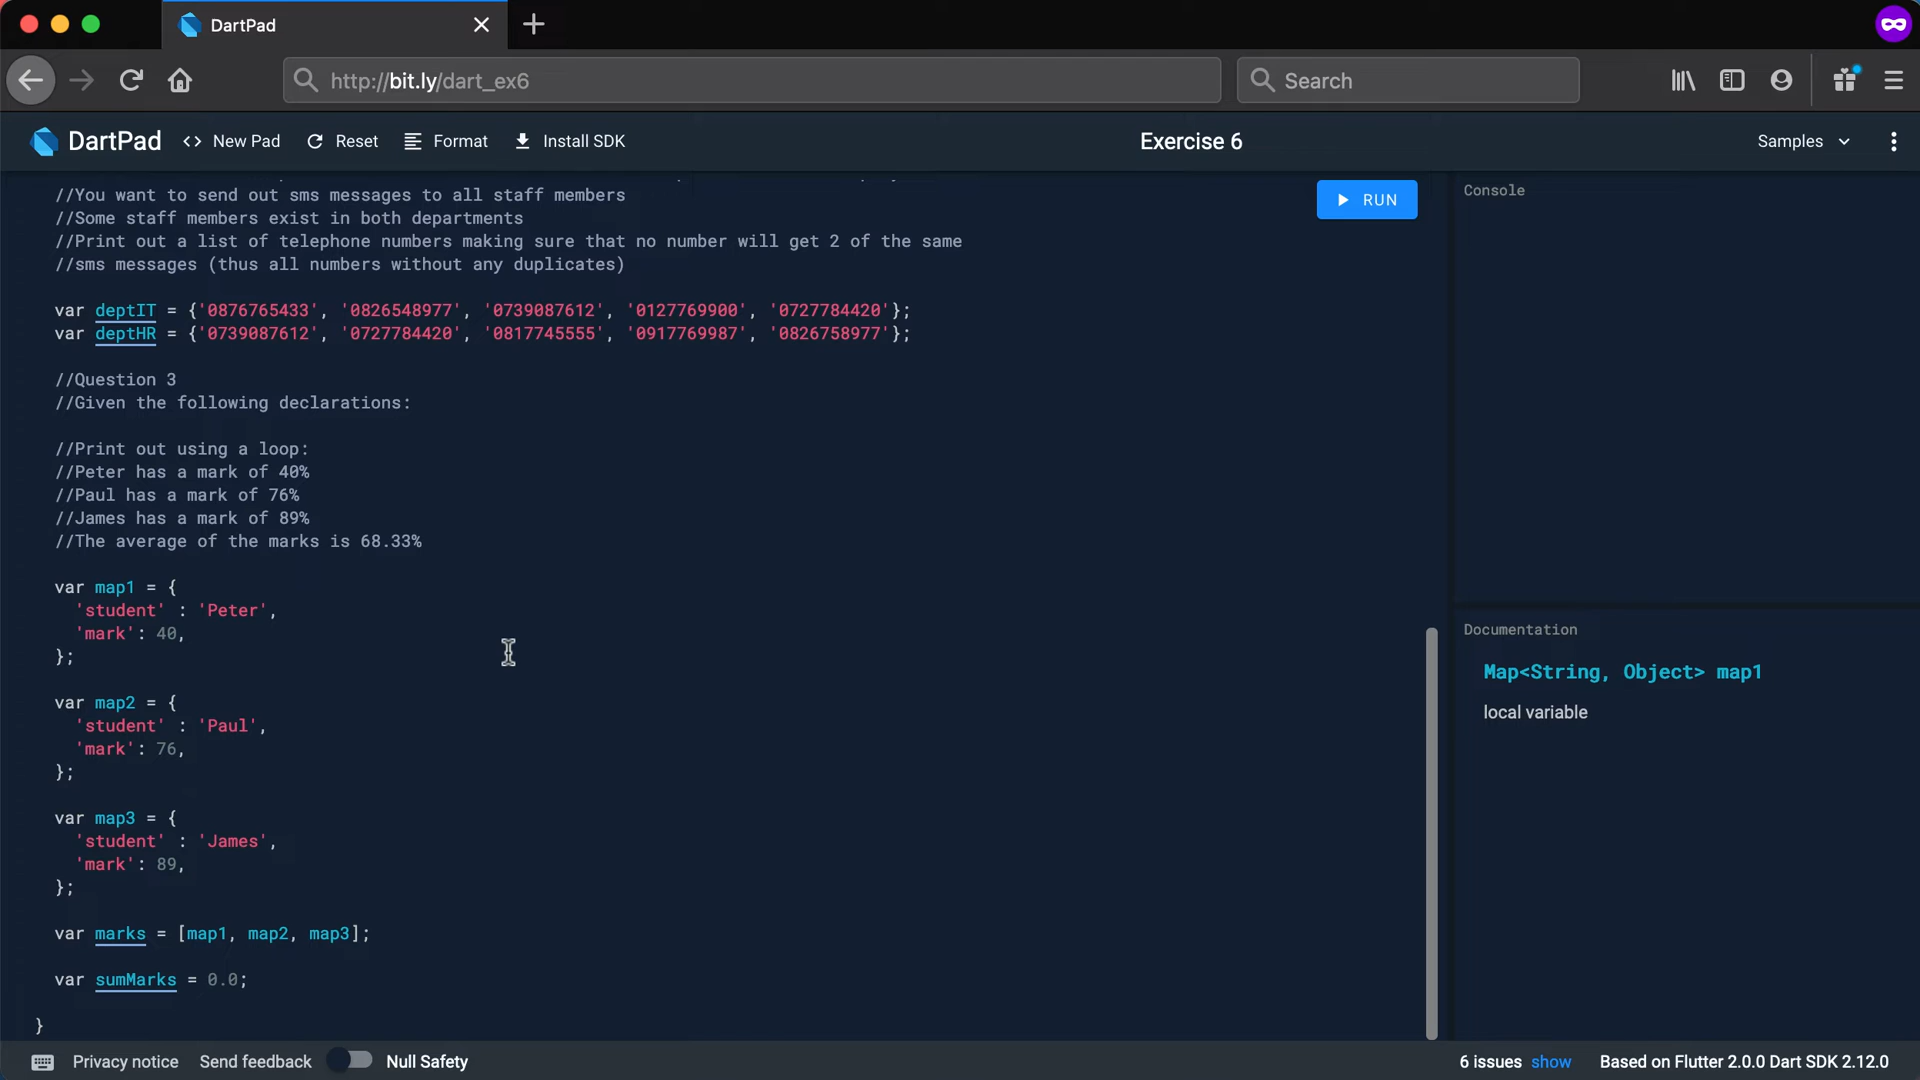 DartPad
http://bit.ly/dart_ex6
Search
DartPad
New Pad
Reset
Format
Install SDK
Exercise 6
Samples
//You want to send out sms messages to all staff members
//Some staff members exist in both departments
//Print out a list of telephone numbers making sure that no number will get 2 of the same
//sms messages (thus all numbers without any duplicates)
var deptIT = {'0876765433', '0826548977', '0739087612', '0127769900', '0727784420'};
var deptHR = {'0739087612', '0727784420', '0817745555', '0917769987', '0826758977'};
//Question 3
//Given the following declarations:
//Print out using a loop:
//Peter has a mark of 40%
//Paul has a mark of 76%
//James has a mark of 89%
//The average of the marks is 68.33%
var map1 = {
'student' : 'Peter',
'mark': 40,
};
var map2 = {
'student' : 'Paul',
'mark': 76,
};
var map3 = {
'student' : 'James',
'mark': 89,
};
var marks = [map1, map2, map3];
var sumMarks = 0.0;
}
RUN
Console
Documentation
Map<String, Object> map1
local variable
Privacy notice
Send feedback
Null Safety
6 issues show
Based on Flutter 2.0.0 Dart SDK 2.12.0